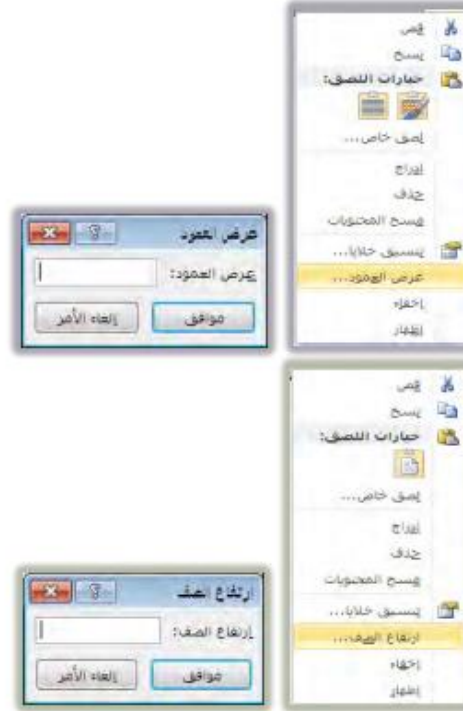 قص
نسخ
خيارات اللصق:
لصق خاص...
إدراج
حذف
مسح المحتويات
تنسيق خلايا...
عرض العمود...
إخفاء
إظهار
عرض العمود
عرض العمود:
موافق
إلغاء الأمر
قص
نسخ
خيارات اللصق:
لصق خاص...
إدراج
حذف
مسح المحتويات
تنسيق خلايا...
ارتفاع الصف...
إخفاء
إظهار
ارتفاع الصف
ارتفاع الصف:
موافق
إلغاء الأمر